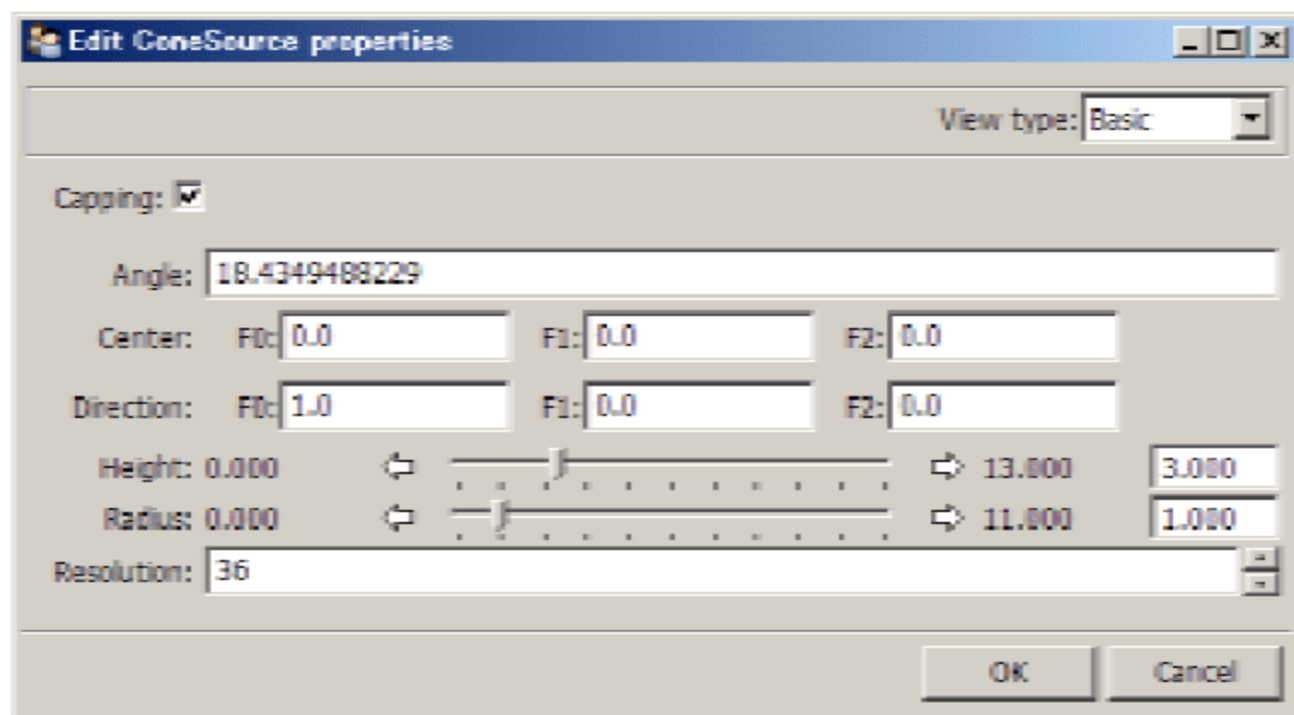 Edit ConeSource properties
View type: Basic
Capping:
Angle: 18.4349488229
Center: F0: 0.0 F1: 0.0 F2: 0.0
Direction: F0: 1.0 F1: 0.0 F2: 0.0
Height: 0.000 13.000 3.000
Radius: 0.000 11.000 1.000
Resolution: 36
OK Cancel